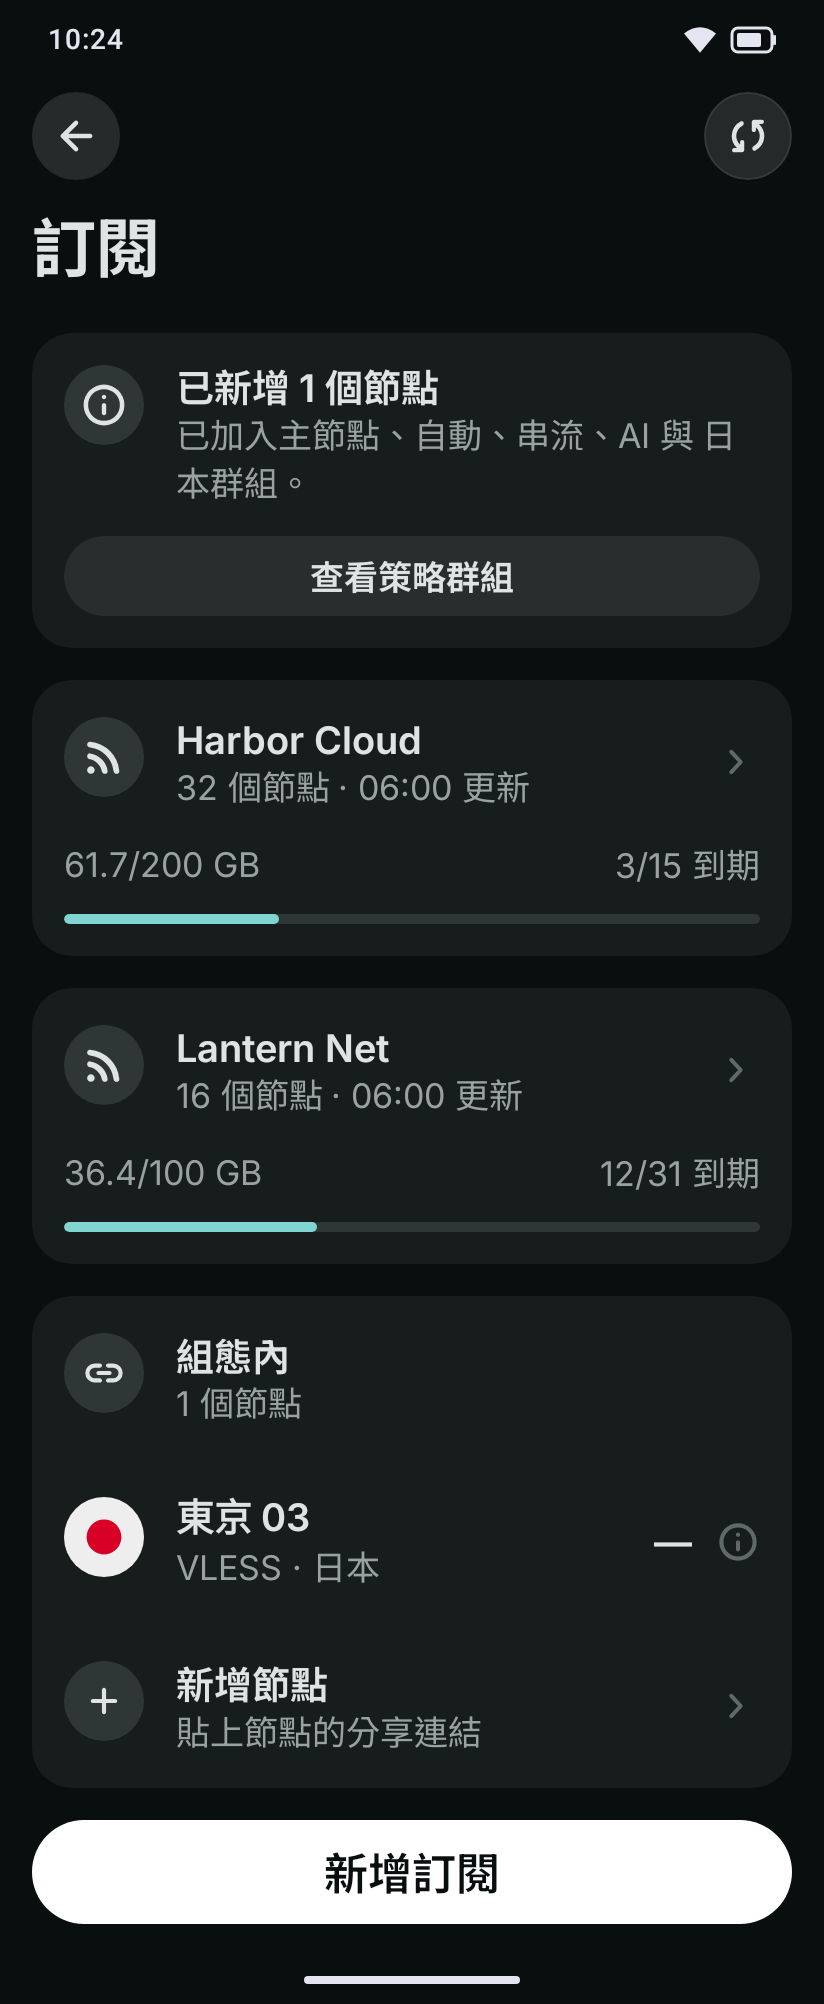 10:24
訂閱
已新增 1 個節點
已加入主節點、自動、串流、AI 與 日
本群組。
查看策略群組
Harbor Cloud
32 個節點 · 06:00 更新
61.7/200 GB
3/15 到期
Lantern Net
16 個節點 · 06:00 更新
36.4/100 GB
12/31 到期
組態內
1 個節點
東京 03
VLESS · 日本
—
新增節點
貼上節點的分享連結
新增訂閱